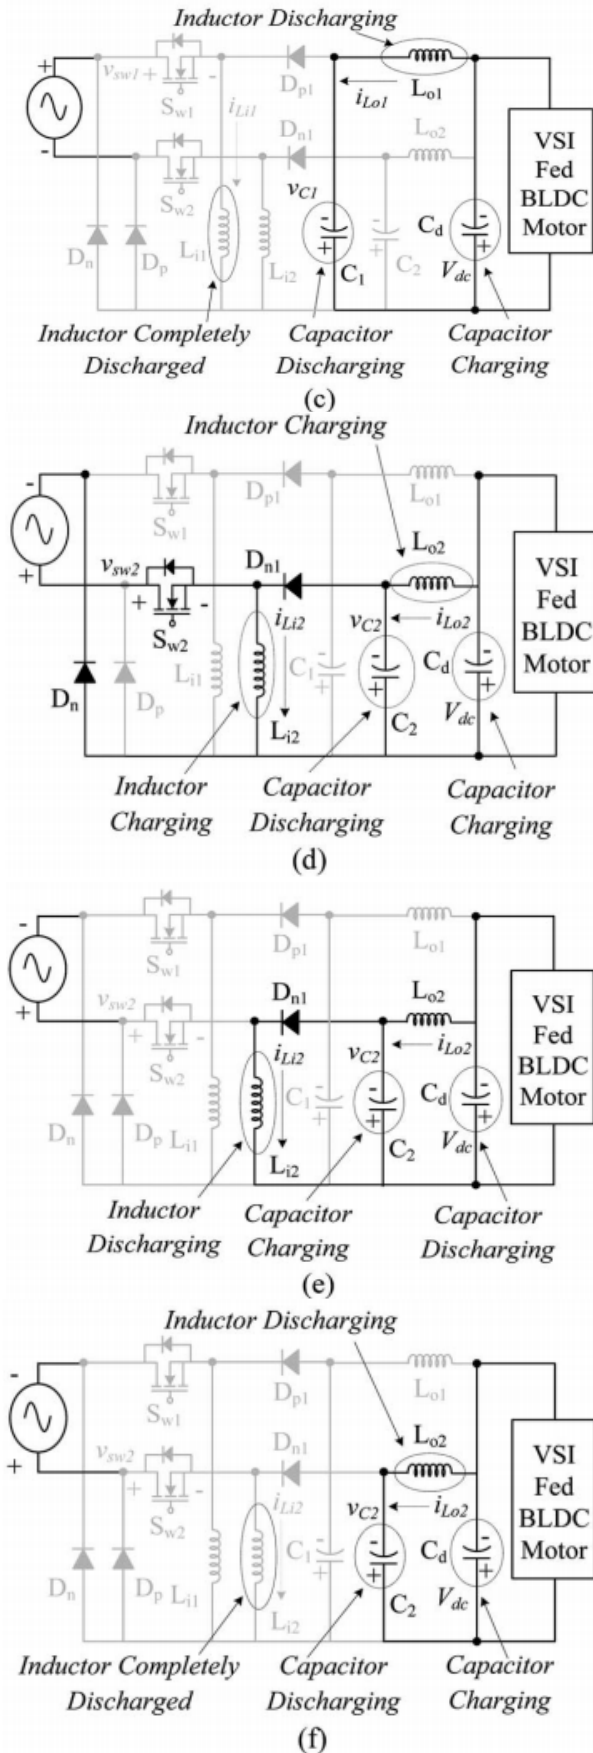 Inductor Discharging
+
vsw1 +
-
Sw1
Dp1
iLo1
Lo1
iLi1
Dn1
Lo2
-
Sw2
vC1
VSI
Fed
BLDC
Motor
Dn
Dp
Li1
Li2
-
+
C1
-
+
C2
Cd
-
+
Vdc
Inductor Completely
Discharged
Capacitor
Discharging
Capacitor
Charging
(c)
Inductor Charging
-
Sw1
Dp1
Lo1
+
vsw2
+
-
Sw2
Dn1
Lo2
iLi2
vC2
iLo2
VSI
Fed
BLDC
Motor
Dn
Dp
Li1
Li2
C1
-
+
-
+
C2
Cd
-
+
Vdc
Inductor
Charging
Capacitor
Discharging
Capacitor
Charging
(d)
-
Sw1
Dp1
Lo1
+
vsw2
+
-
Sw2
Dn1
Lo2
iLi2
vC2
iLo2
VSI
Fed
BLDC
Motor
Dn
Dp
Li1
Li2
C1
-
+
-
+
C2
Cd
-
+
Vdc
Inductor
Discharging
Capacitor
Charging
Capacitor
Discharging
(e)
Inductor Discharging
-
Sw1
Dp1
Lo1
+
vsw2
+
-
Sw2
Dn1
Lo2
iLi2
vC2
iLo2
VSI
Fed
BLDC
Motor
Dn
Dp
Li1
Li2
C1
-
+
-
+
C2
Cd
-
+
Vdc
Inductor Completely
Discharged
Capacitor
Discharging
Capacitor
Charging
(f)